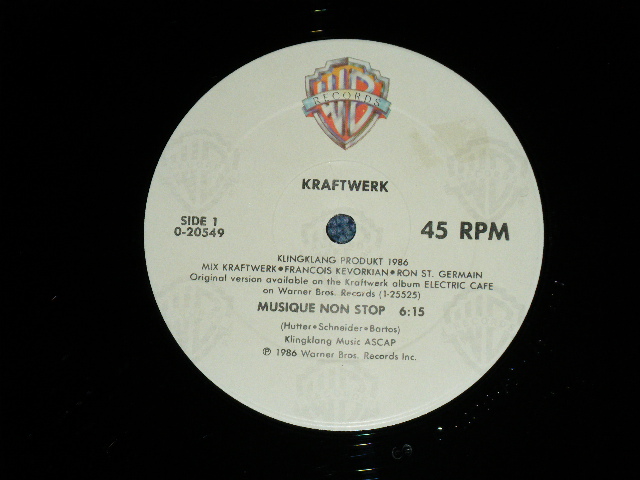 WB
RECORDS
KRAFTWERK
SIDE 1
0-20549
45 RPM
KLINGKLANG PRODUKT 1986
MIX KRAFTWERK•FRANCOIS KEVORKIAN•RON ST. GERMAIN
Original version available on the Kraftwerk album ELECTRIC CAFE
on Warner Bros. Records (1-25525)
MUSIQUE NON STOP 6:15
(Hutter•Schneider•Bartos)
Klingklang Music ASCAP
℗ 1986 Warner Bros. Records Inc.